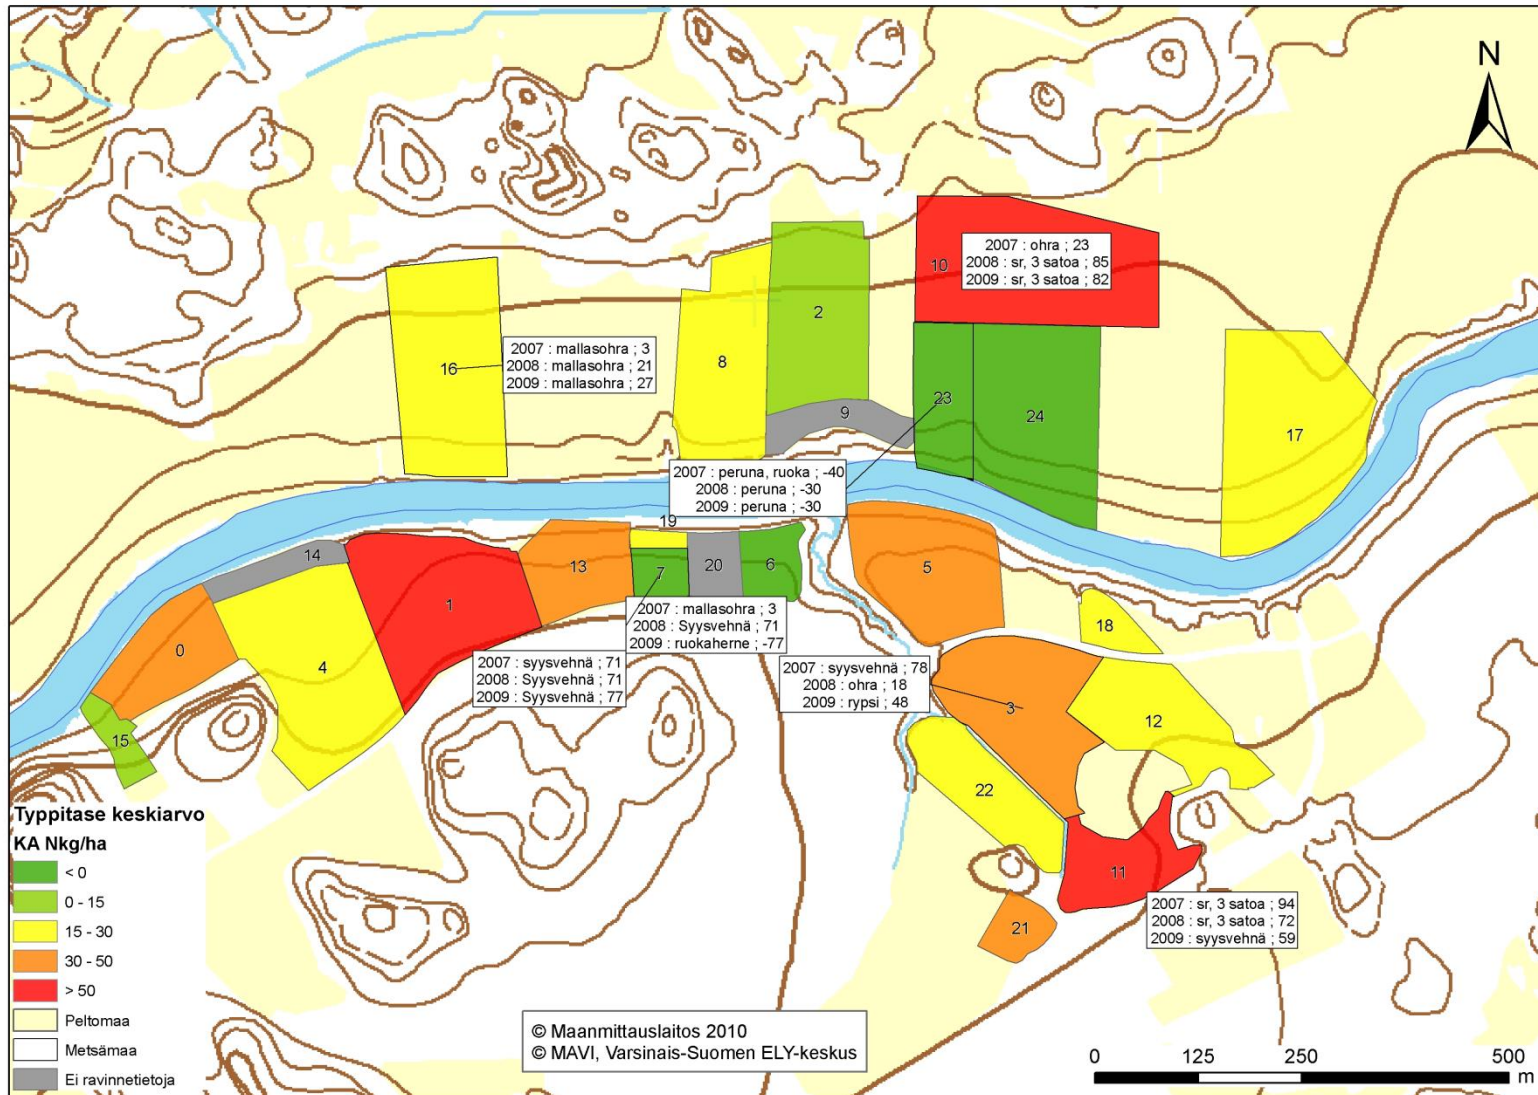 N
10
2007 : ohra ; 23
2008 : sr, 3 satoa ; 85
2009 : sr, 3 satoa ; 82
2
16
2007 : mallasohra ; 3
2008 : mallasohra ; 21
2009 : mallasohra ; 27
8
9
23
24
17
2007 : peruna, ruoka ; -40
2008 : peruna ; -30
2009 : peruna ; -30
19
14
13
7
20
6
5
1
0
4
15
18
2007 : mallasohra ; 3
2008 : Syysvehnä ; 71
2009 : ruokaherne ; -77
2007 : syysvehnä ; 71
2008 : Syysvehnä ; 71
2009 : Syysvehnä ; 77
2007 : syysvehnä ; 78
2008 : ohra ; 18
2009 : rypsi ; 48
3
12
22
11
21
2007 : sr, 3 satoa ; 94
2008 : sr, 3 satoa ; 72
2009 : syysvehnä ; 59
Typpitase keskiarvo
KA Nkg/ha
< 0
0 - 15
15 - 30
30 - 50
> 50
Peltomaa
Metsämaa
Ei ravinnetietoja
© Maanmittauslaitos 2010
© MAVI, Varsinais-Suomen ELY-keskus
0 125 250 500
m